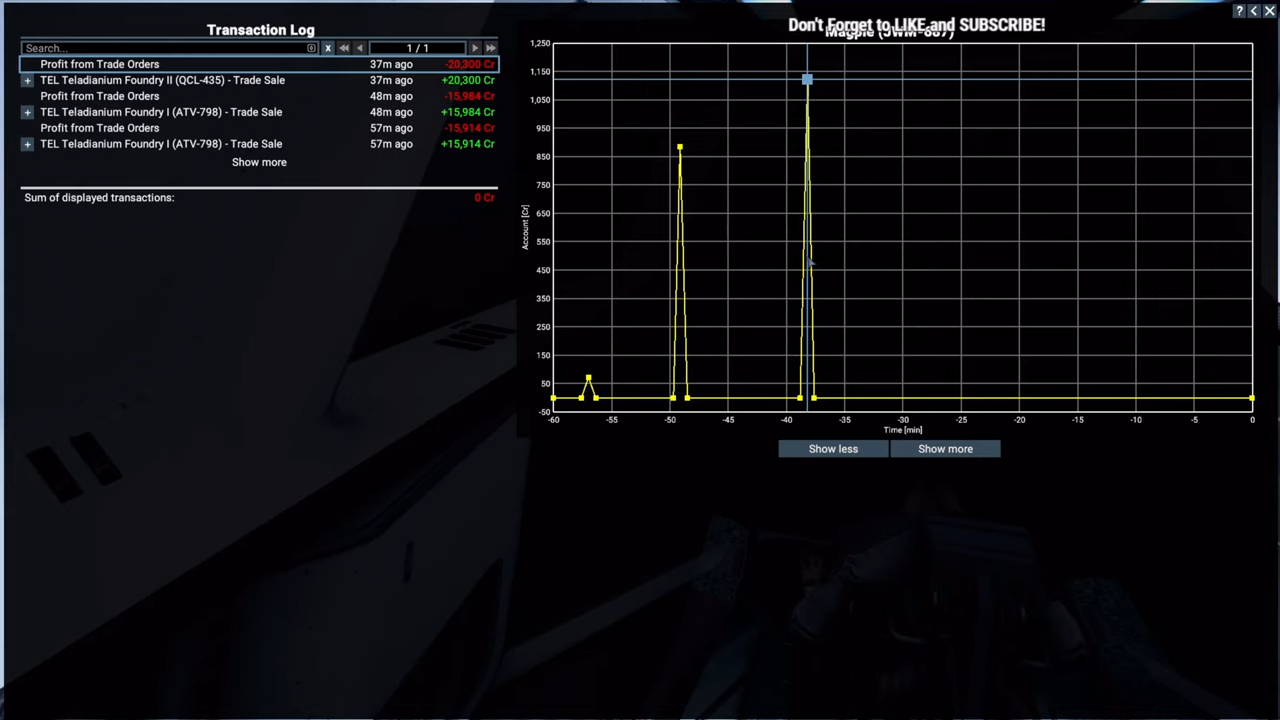 ? < X
Don't Forget to LIKE and SUBSCRIBE!
Transaction Log
Search...
x
1 / 1
Profit from Trade Orders 37m ago -20,300 Cr
+ TEL Teladianium Foundry II (QCL-435) - Trade Sale 37m ago +20,300 Cr
Profit from Trade Orders 48m ago -15,984 Cr
+ TEL Teladianium Foundry I (ATV-798) - Trade Sale 48m ago +15,984 Cr
Profit from Trade Orders 57m ago -15,914 Cr
+ TEL Teladianium Foundry I (ATV-798) - Trade Sale 57m ago +15,914 Cr
Show more
Sum of displayed transactions: 0 Cr
Magpie
Account [Cr]
1,250
1,150
1,050
950
850
750
650
550
450
350
250
150
50
-50
-60 -55 -50 -45 -40 -35 -30 -25 -20 -15 -10 -5 0
Time [min]
Show less Show more